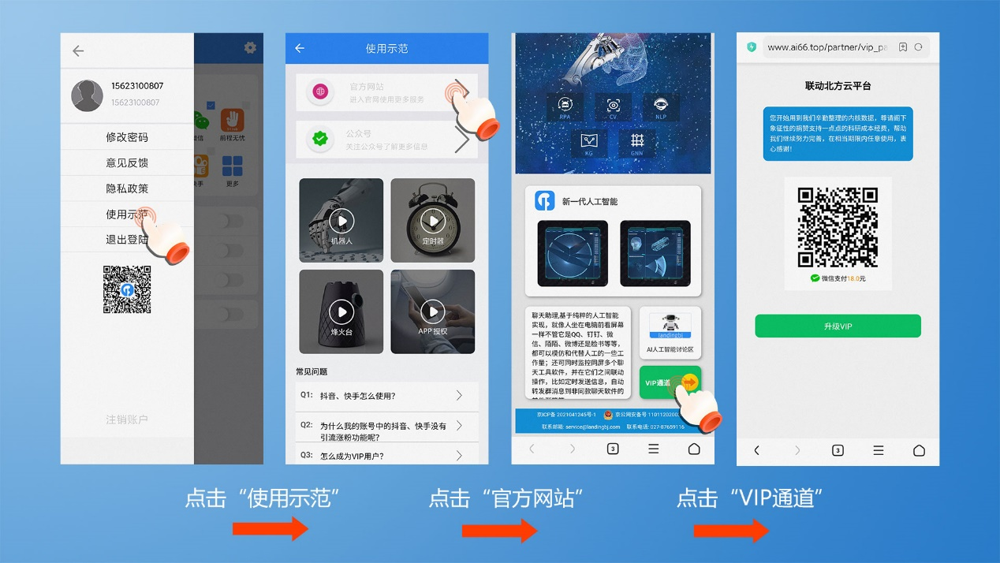 15623100807
15623100807
修改密码
意见反馈
隐私政策
使用示范
退出登陆
注销账户
微信
前程无忧
快手
更多
使用示范
官方网站
进入官网使用更多服务
公众号
关注公众号了解更多信息
机器人
定时器
烽火台
APP 授权
常见问题
Q1: 抖音、快手怎么使用?
Q2: 为什么我的账号中的抖音、快手没有
引流涨粉功能呢?
Q3: 怎么成为VIP用户?
RPA
CV
NLP
KG
GNN
新一代人工智能
聊天助理,基于纯粹的人工智能
实现，就像人坐在电脑前看屏幕
一样不管它是QQ、钉钉、微
信、陌陌、微博还是脸书等等，
都可以模仿和代替人工的一些工
作量；还可同时监控同屏多个聊
天工具软件，并在它们之间联动
操作，比如定时发送信息，自动
转发群消息到非同款聊天软件的
landingbj
AI人工智能讨论区
VIP通道
京ICP备 2021041245号-1
京公网安备号 1101120200
联系邮箱: service@landingbj.com 联系电话: 027-87659116
3
www.ai66.top/partner/vip_pa
联动北方云平台
您开始用到我们辛勤整理的内核数据，尊请阁下
象征性的捐赞支持一点点的科研成本经费，帮助
我们继续努力完善，在相当期限内任意使用，衷
心感谢！
微信支付18.0元
升级VIP
3
点击“使用示范”
点击“官方网站”
点击“VIP通道”